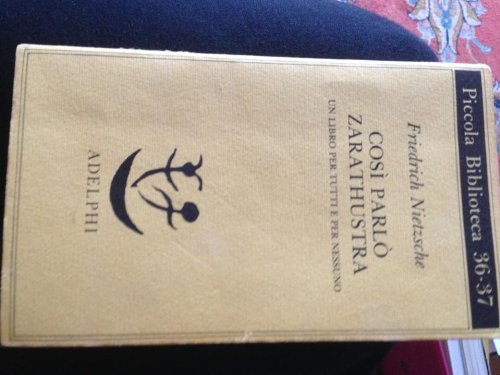 Piccola Biblioteca 36-37
Friedrich Nietzsche
COSÌ PARLÒ
ZARATHUSTRA
UN LIBRO PER TUTTI E PER NESSUNO
ADELPHI